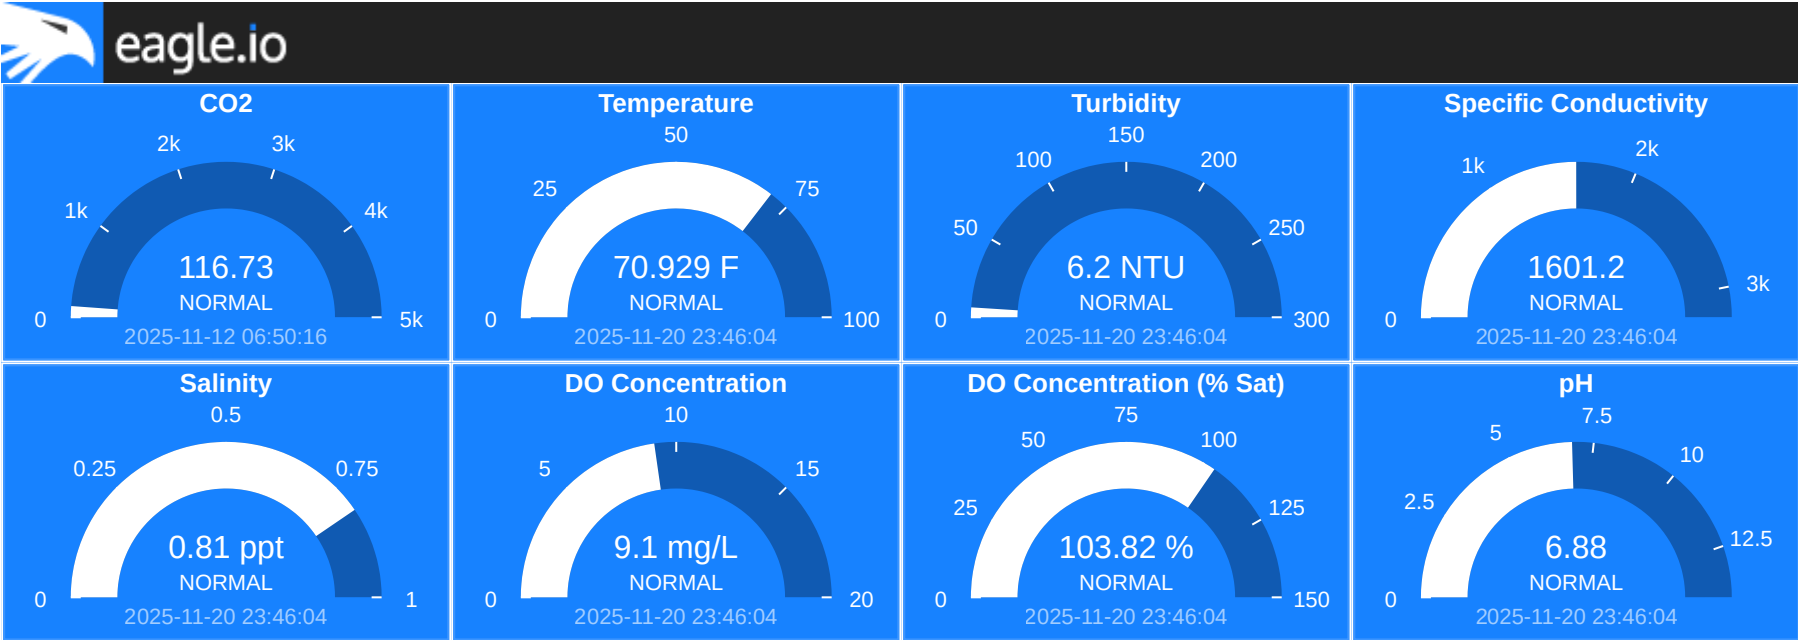 eagle.io
CO2
2k
3k
1k
4k
116.73
NORMAL
0
5k
2025-11-12 06:50:16
Temperature
50
25
75
70.929 F
NORMAL
0
100
2025-11-20 23:46:04
Turbidity
150
100
200
50
250
6.2 NTU
NORMAL
0
300
2025-11-20 23:46:04
Specific Conductivity
2k
1k
1601.2
3k
NORMAL
0
2025-11-20 23:46:04
Salinity
0.5
0.25
0.75
0.81 ppt
NORMAL
0
1
2025-11-20 23:46:04
DO Concentration
10
5
15
9.1 mg/L
NORMAL
0
20
2025-11-20 23:46:04
DO Concentration (% Sat)
75
50
100
25
125
103.82 %
NORMAL
0
150
2025-11-20 23:46:04
pH
7.5
5
10
2.5
12.5
6.88
NORMAL
0
2025-11-20 23:46:04